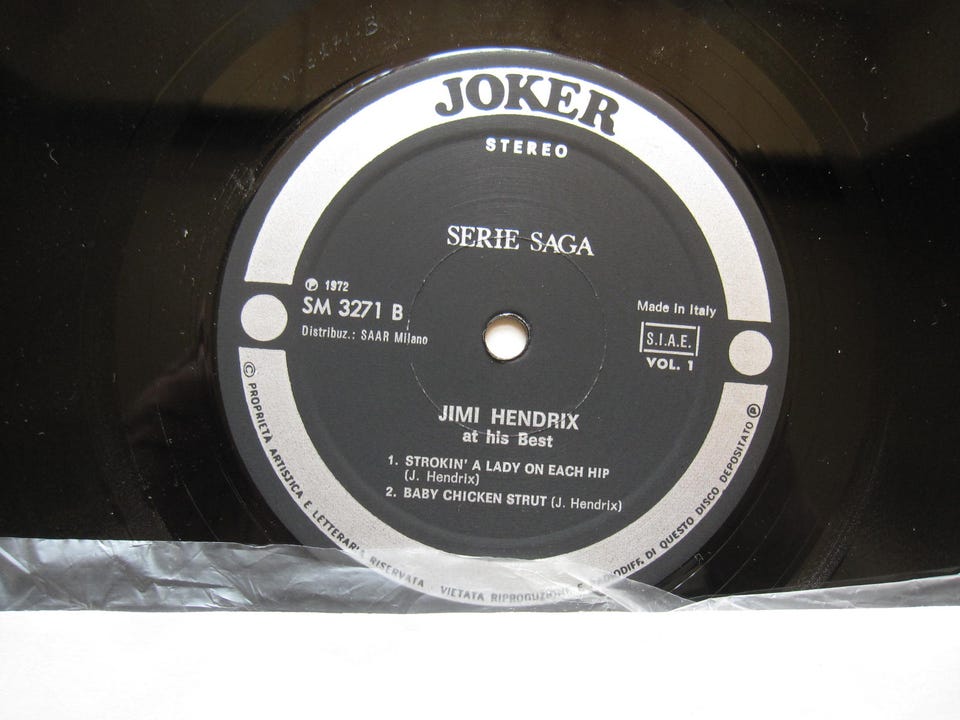 JOKER
STEREO
SERIE SAGA
Ⓟ 1972
SM 3271 B
Distribuz.: SAAR Milano
Made in Italy
S.I.A.E.
VOL. 1
JIMI HENDRIX
at his Best
1. STROKIN' A LADY ON EACH HIP
(J. Hendrix)
2. BABY CHICKEN STRUT (J. Hendrix)
© PROPRIETA ARTISTICA E LETTERARIA RISERVATA . VIETATA RIPRODUZIONE E RADIODIFF. DI QUESTO DISCO DEPOSITATO Ⓟ